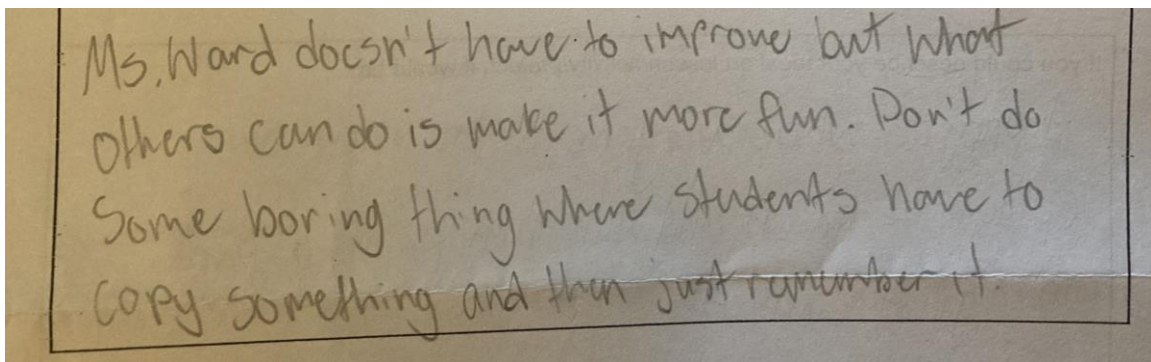 Ms. Ward doesn't have to improve but what
others can do is make it more fun. Don't do
Some boring thing where students have to
copy something and then just remember it.